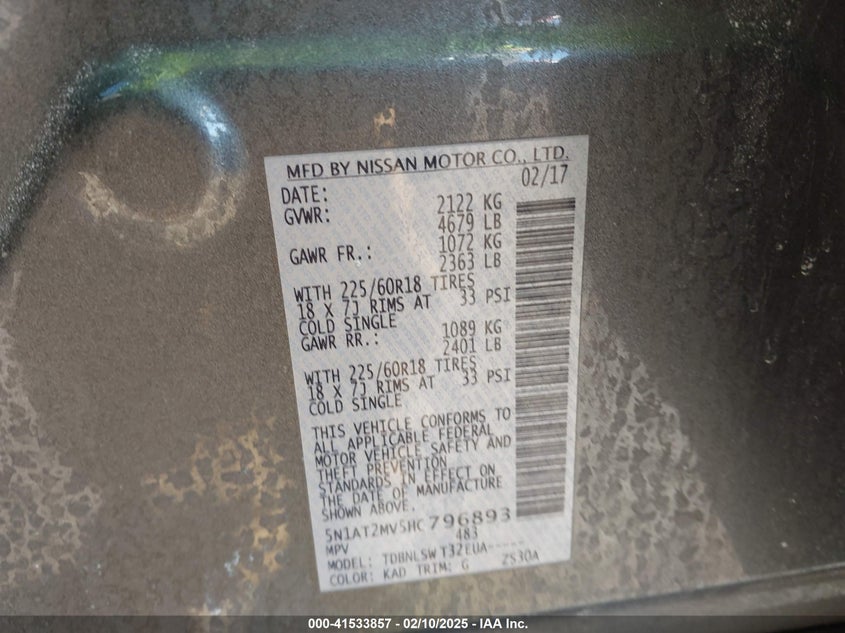 MFD BY NISSAN MOTOR CO., LTD.
DATE: 02/17
GVWR: 2122 KG
4679 LB
GAWR FR.: 1072 KG
2363 LB
WITH 225/60R18 TIRES
18 X 7J RIMS AT 33 PSI
COLD SINGLE
GAWR RR.: 1089 KG
2401 LB
WITH 225/60R18 TIRES
18 X 7J RIMS AT 33 PSI
COLD SINGLE
THIS VEHICLE CONFORMS TO
ALL APPLICABLE FEDERAL
MOTOR VEHICLE SAFETY AND
THEFT PREVENTION
STANDARDS IN EFFECT ON
THE DATE OF MANUFACTURE
SHOWN ABOVE.
5N1AT2MV5HC796893
MPV 483
MODEL: TDBNLSW T32EUA-----
COLOR: KAD TRIM: G ZS30A
000-41533857 - 02/10/2025 - IAA Inc.